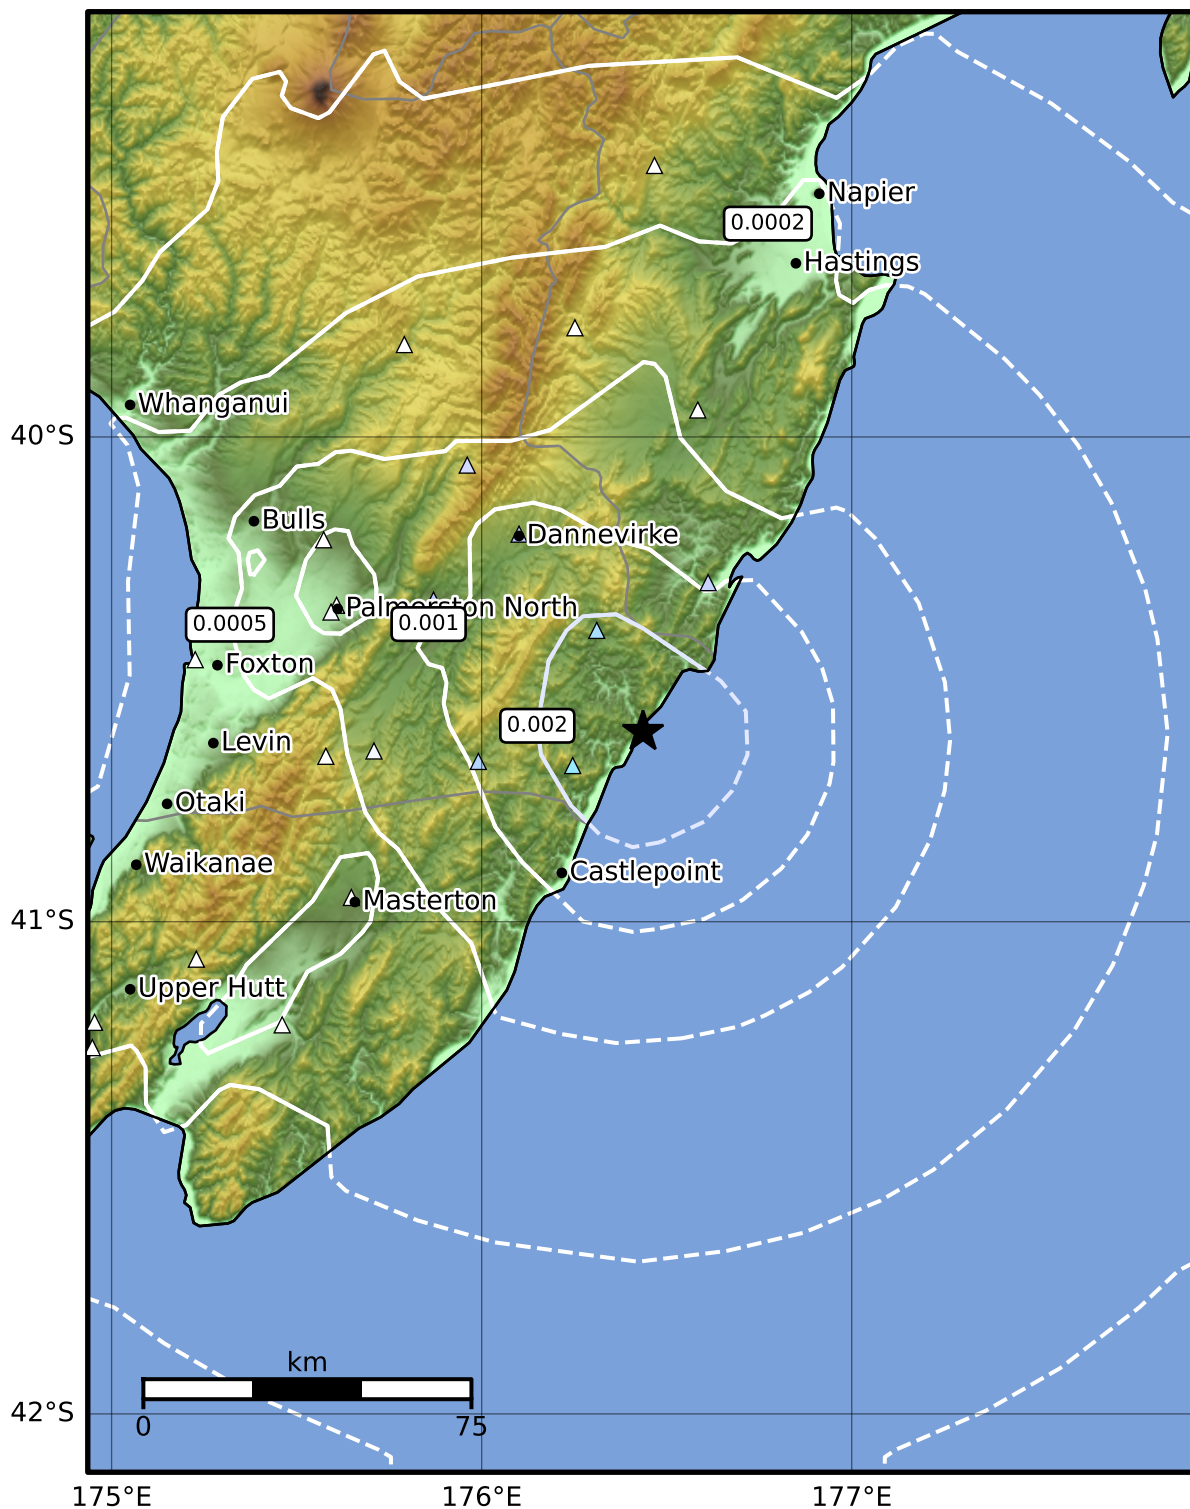 Napier
0.0002
Hastings
Whanganui
40°S
Bulls
Dannevirke
Palmerston North
0.0005
0.001
Foxton
0.002
Levin
Otaki
Waikanae
Castlepoint
Masterton
41°S
Upper Hutt
km
42°S
0
75
175°E
176°E
177°E